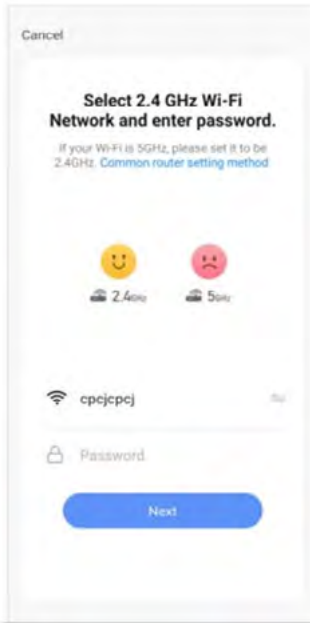 Cancel
Select 2.4 GHz Wi-Fi
Network and enter password.
If your Wi-Fi is 5GHz, please set it to be
2.4GHz. Common router setting method
2.4GHz 5GHz
cpcjcpcj
Password
Next